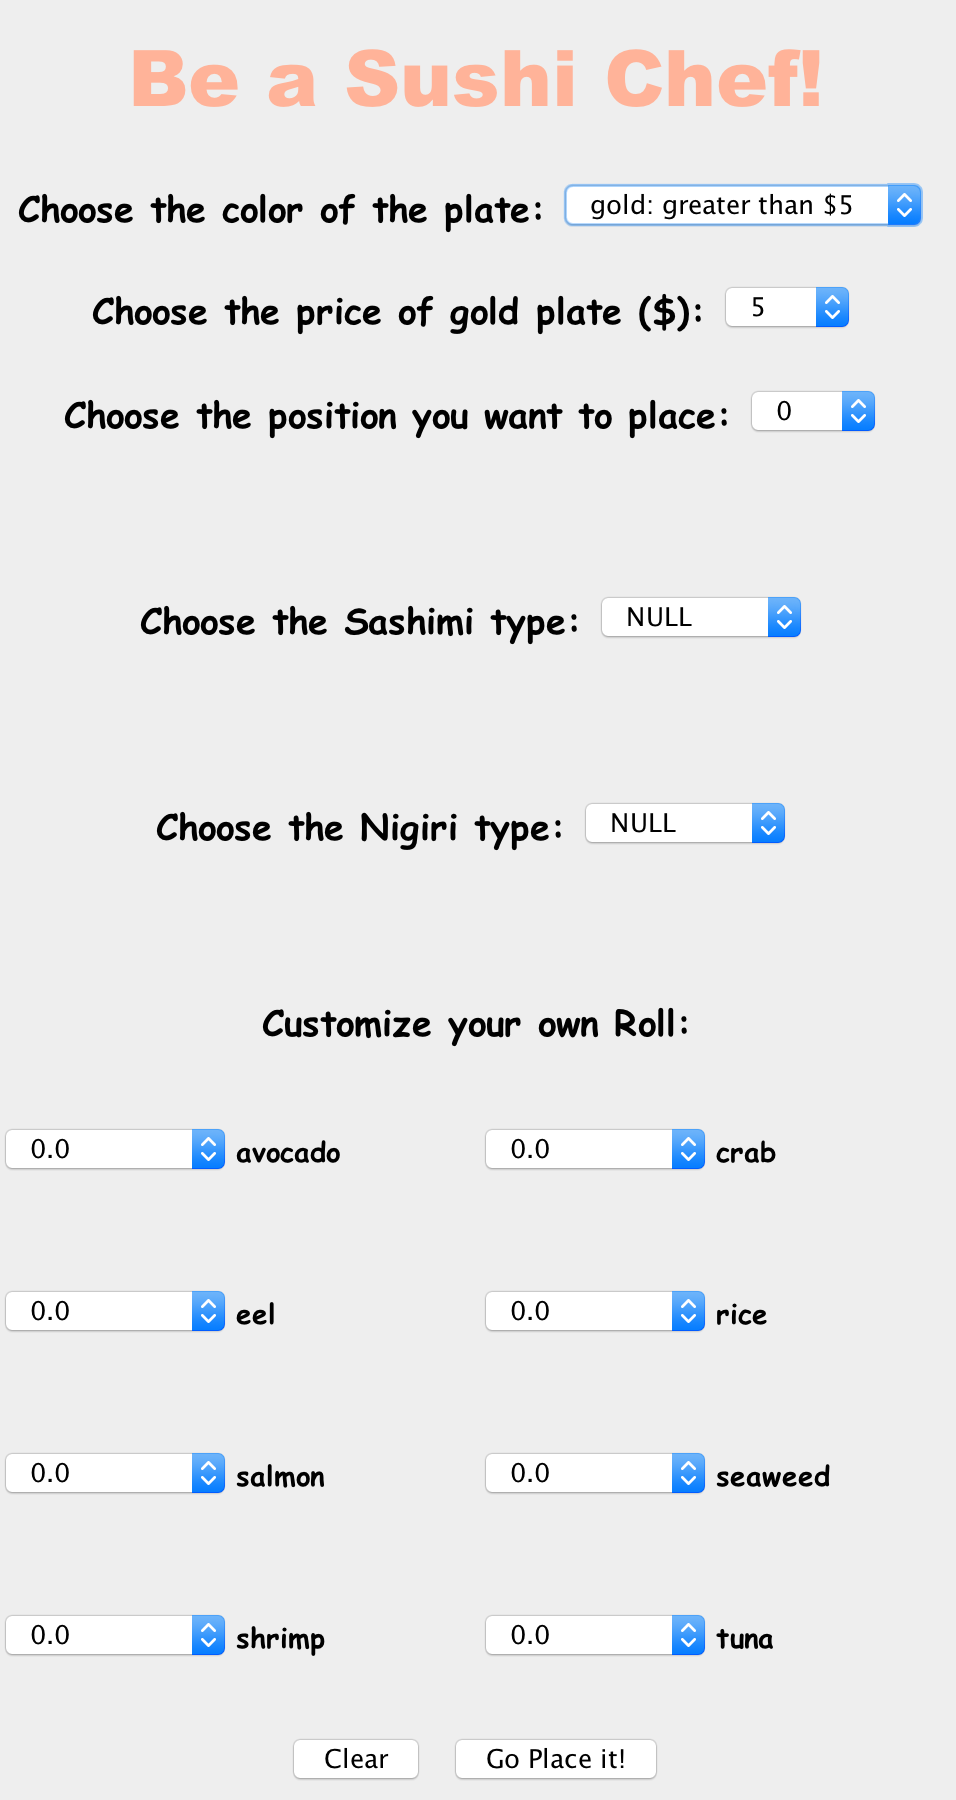 Be a Sushi Chef!
Choose the color of the plate: gold: greater than $5
Choose the price of gold plate ($): 5
Choose the position you want to place: 0
Choose the Sashimi type: NULL
Choose the Nigiri type: NULL
Customize your own Roll:
0.0 avocado 0.0 crab
0.0 eel 0.0 rice
0.0 salmon 0.0 seaweed
0.0 shrimp 0.0 tuna
Clear Go Place it!